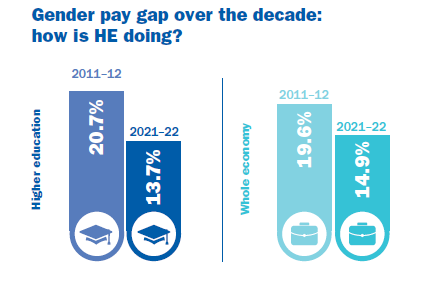 Gender pay gap over the decade:
how is HE doing?
Higher education
2011–12
20.7%
2021–22
13.7%
Whole economy
2011–12
19.6%
2021–22
14.9%